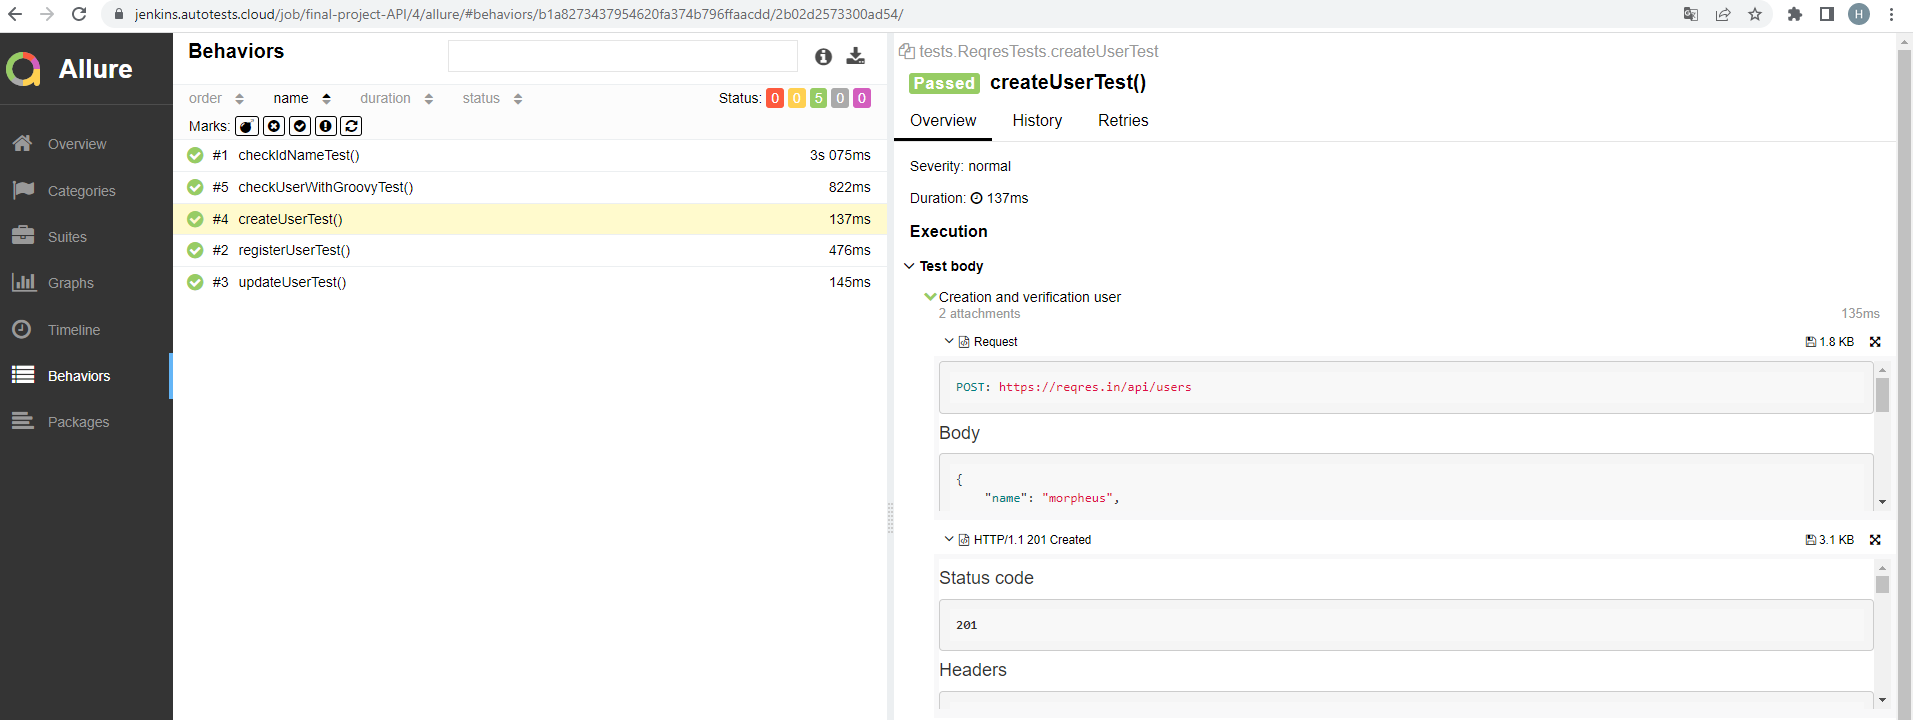 jenkins.autotests.cloud/job/final-project-API/4/allure/#behaviors/b1a8273437954620fa374b796ffaacdd/2b02d2573300ad54/
H
Allure
Overview
Categories
Suites
Graphs
Timeline
Behaviors
Packages
Behaviors
order name duration status Status: 0 0 5 0 0
Marks:
#1 checkIdNameTest() 3s 075ms
#5 checkUserWithGroovyTest() 822ms
#4 createUserTest() 137ms
#2 registerUserTest() 476ms
#3 updateUserTest() 145ms
tests.ReqresTests.createUserTest
Passed createUserTest()
Overview History Retries
Severity: normal
Duration: 137ms
Execution
Test body
Creation and verification user
2 attachments 135ms
Request 1.8 KB
POST: https://reqres.in/api/users
Body
{
"name": "morpheus",
HTTP/1.1 201 Created 3.1 KB
Status code
201
Headers